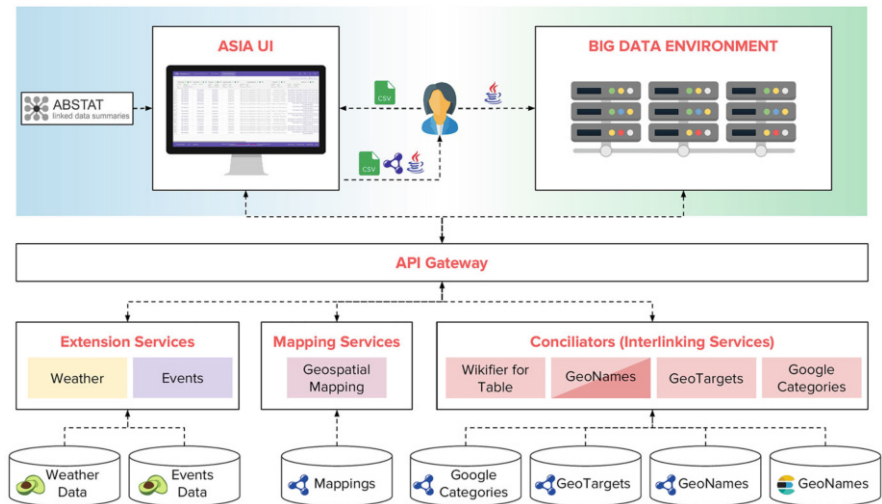 ASIA UI
BIG DATA ENVIRONMENT
ABSTAT
linked data summaries
CSV
CSV
API Gateway
Extension Services
Mapping Services
Conciliators (Interlinking Services)
Weather
Events
Geospatial
Mapping
Wikifier for
Table
GeoNames
GeoTargets
Google
Categories
Weather
Data
Events
Data
Mappings
Google
Categories
GeoTargets
GeoNames
GeoNames